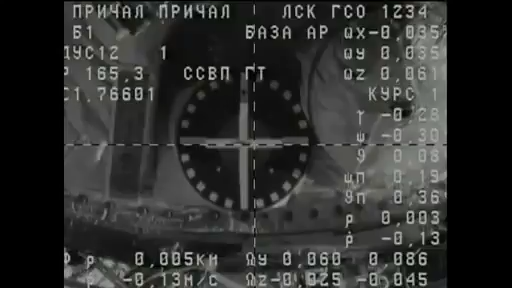 ПРИЧАЛ ПРИЧАЛ ЛСК ГСО 1234
Б1 БАЗА АР ωX-0,035
ДУС12 1 ωУ 0,035
Р 165,3 ССВП ГТ ωZ 0,061
С1,76601 КУРС 1
γ -0,28
ψ -0,30
ϑ 0,08
ψП 0,19
ϑП 0,36
ρ 0,003
ρ̇ -0,13
Ф ρ 0,005КМ ΩУ 0,060 0,086
ρ̇ -0,13М/С ΩZ-0,025 -0,045